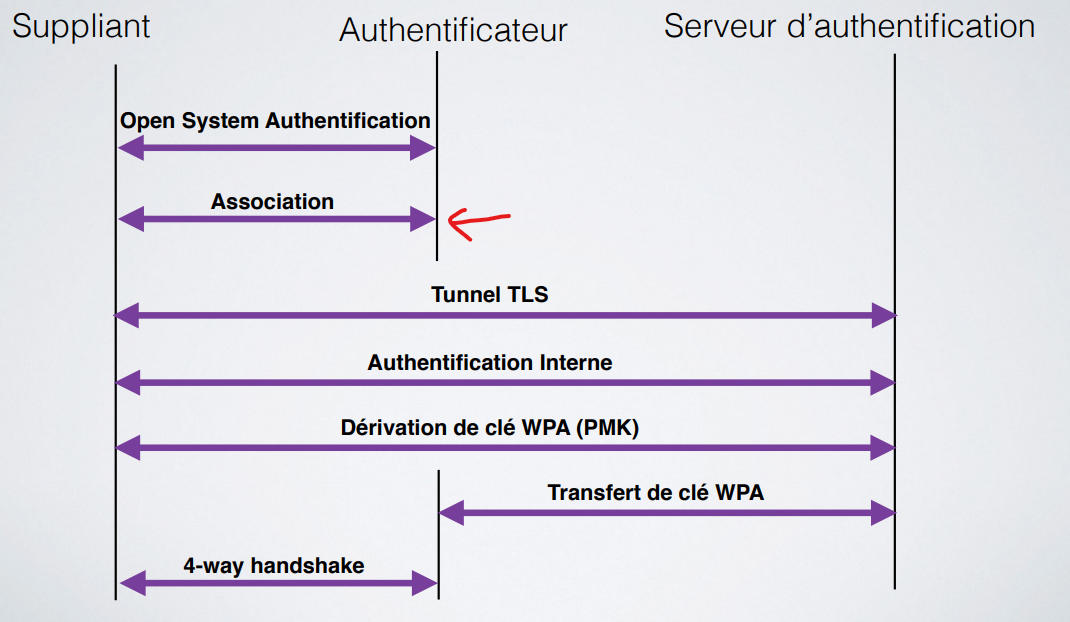 Suppliant
Authentificateur
Serveur d'authentification
Open System Authentification
Association
Tunnel TLS
Authentification Interne
Dérivation de clé WPA (PMK)
Transfert de clé WPA
4-way handshake